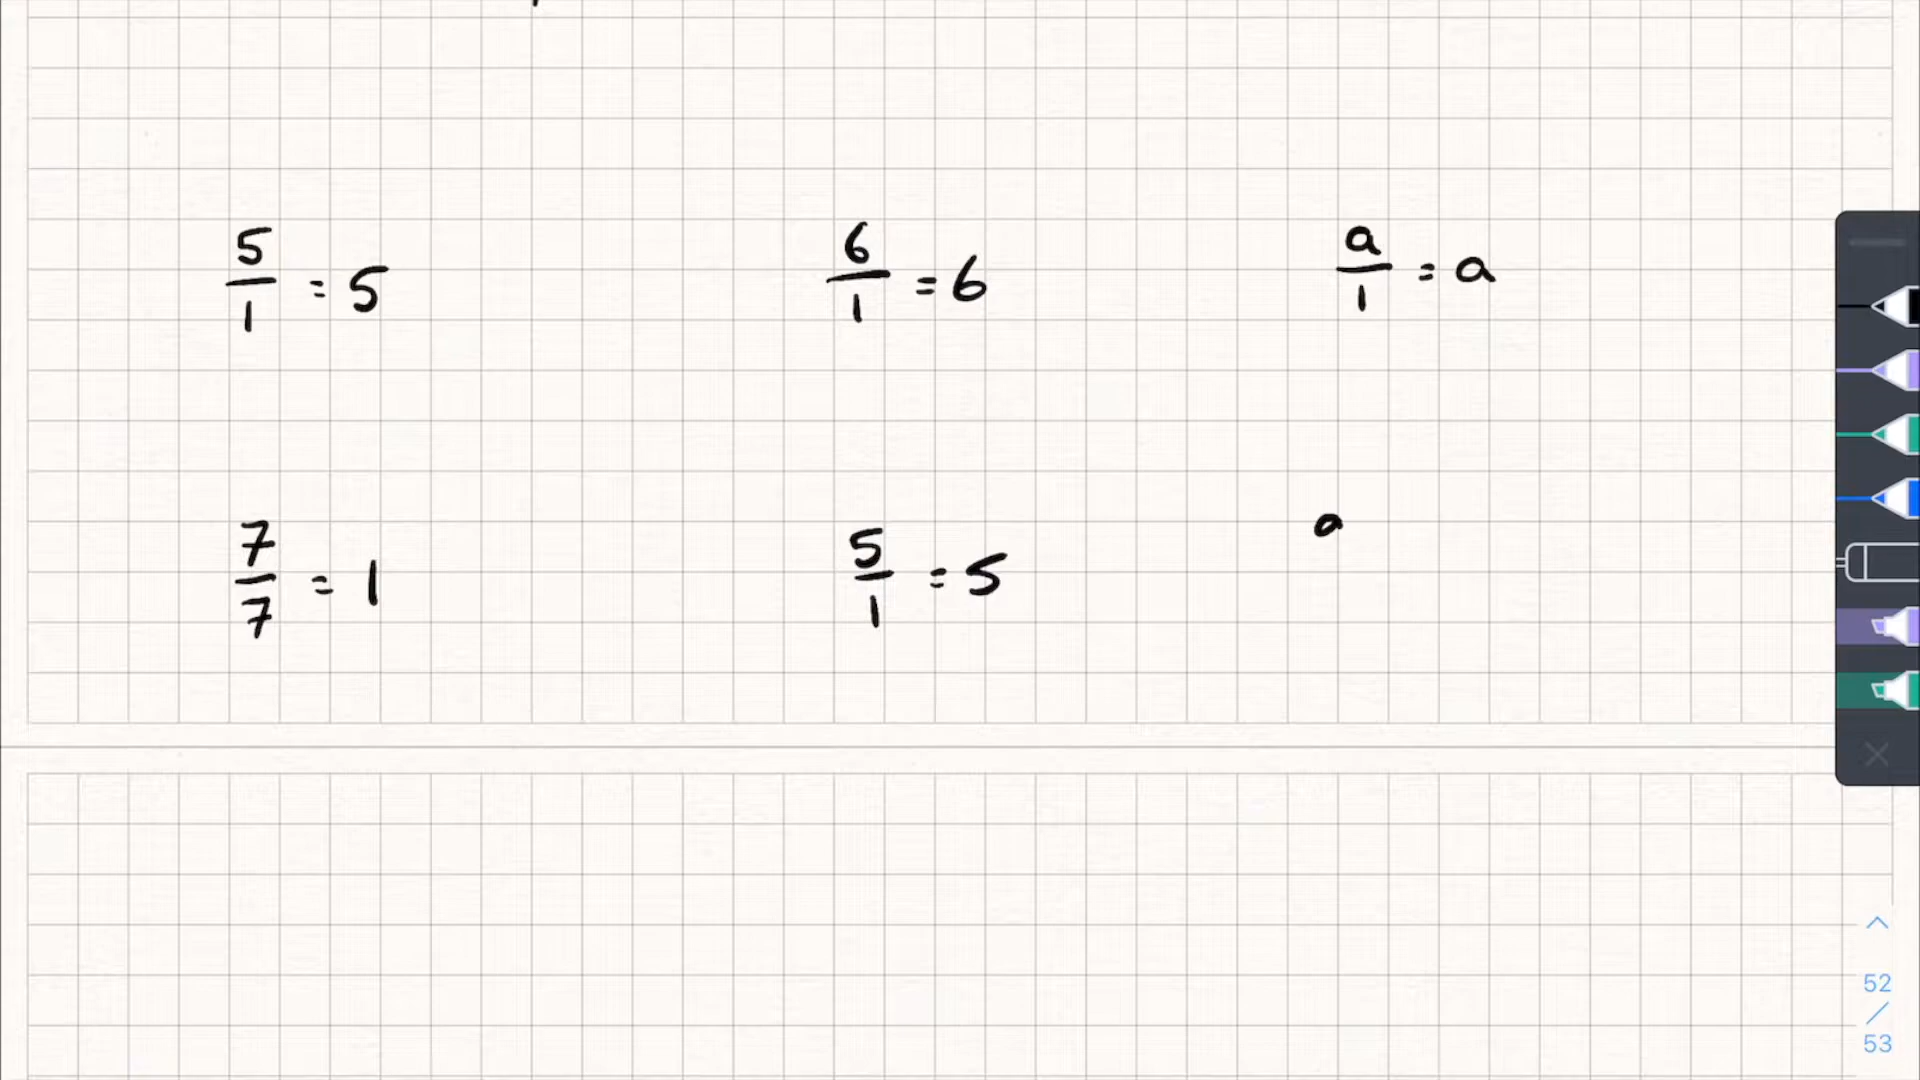 5/1 = 5
6/1 = 6
a/1 = a
7/7 = 1
5/1 = 5
a
52
/
53